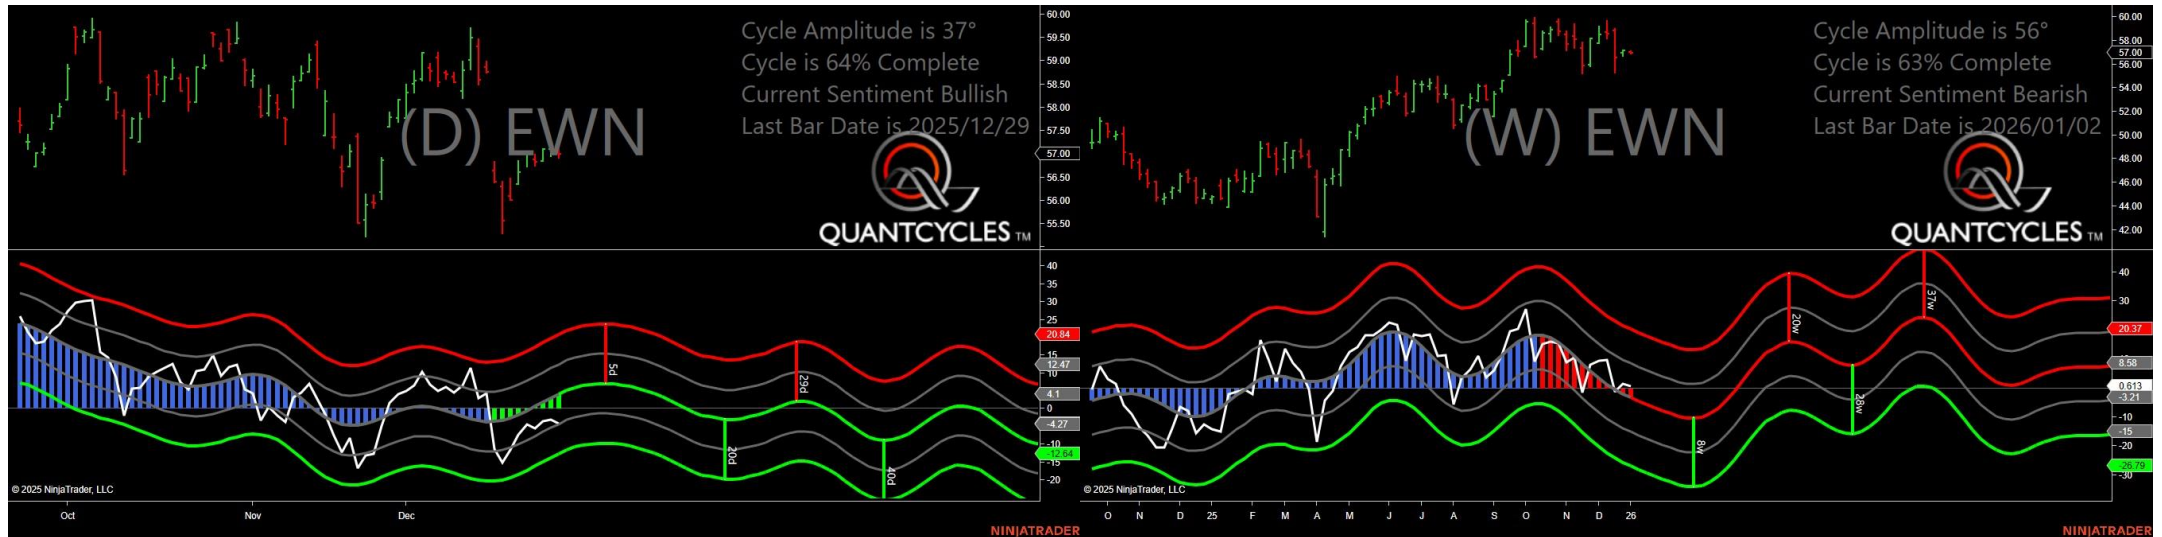 Cycle Amplitude is 37°
Cycle is 64% Complete
Current Sentiment Bullish
Last Bar Date is 2025/12/29
(D) EWN
QUANTCYCLES TM
60.00
59.50
59.00
58.50
58.00
57.50
57.00
56.50
56.00
55.50
40
35
30
25
20.84
15
12.47
10
4.1
0
-4.27
-10
-12.64
-15
-20
5d
20d
29d
40d
© 2025 NinjaTrader, LLC
Oct Nov Dec
NINJATRADER
Cycle Amplitude is 56°
Cycle is 63% Complete
Current Sentiment Bearish
Last Bar Date is 2026/01/02
(W) EWN
QUANTCYCLES TM
60.00
58.00
57.00
56.00
54.00
52.00
50.00
48.00
46.00
44.00
42.00
40
30
20.37
8.58
0.613
-3.21
-10
-15
-20
-26.79
-30
8w
20w
28w
37w
© 2025 NinjaTrader, LLC
O N D 25 F M A M J J A S O N D 26
NINJATRADER